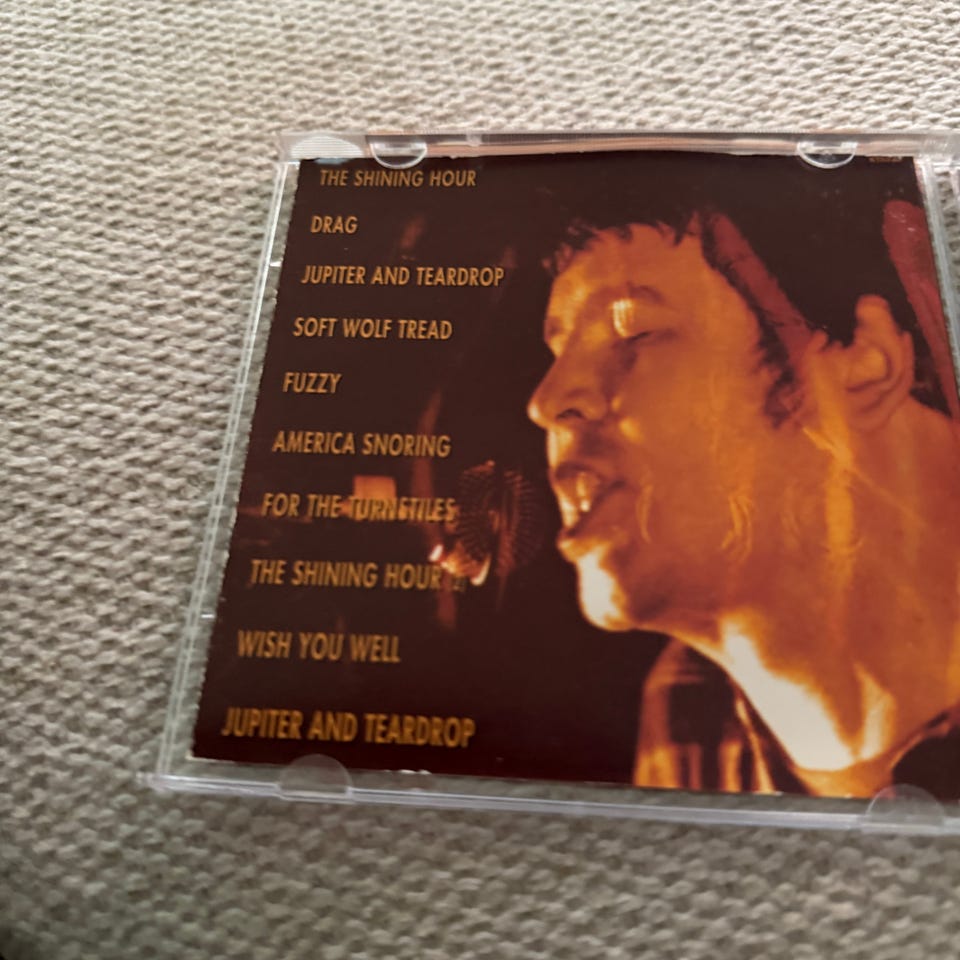 THE SHINING HOUR
DRAG
JUPITER AND TEARDROP
SOFT WOLF TREAD
FUZZY
AMERICA SNORING
FOR THE TURNSTILES
THE SHINING HOUR
WISH YOU WELL
JUPITER AND TEARDROP